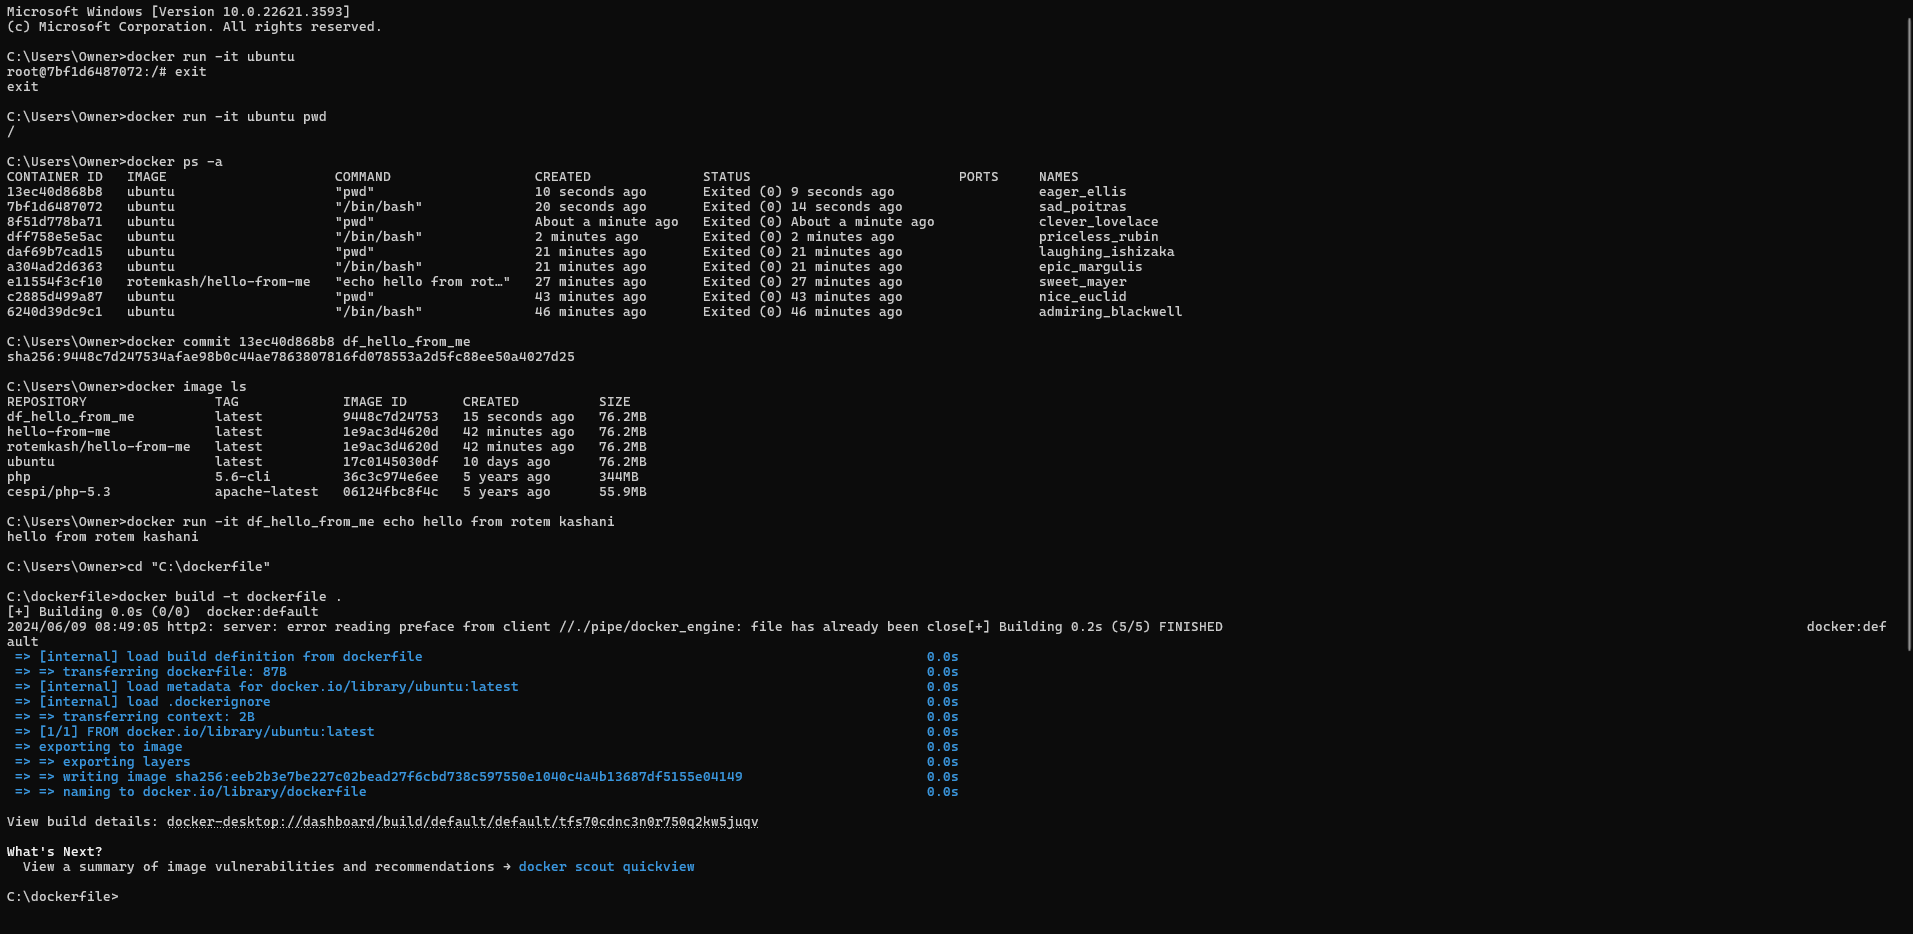 Microsoft Windows [Version 10.0.22621.3593]
(c) Microsoft Corporation. All rights reserved.
C:\Users\Owner>docker run -it ubuntu
root@7bf1d6487072:/# exit
exit
C:\Users\Owner>docker run -it ubuntu pwd
/
C:\Users\Owner>docker ps -a
CONTAINER ID   IMAGE                     COMMAND                  CREATED              STATUS                          PORTS     NAMES
13ec40d868b8   ubuntu                    "pwd"                    10 seconds ago       Exited (0) 9 seconds ago                  eager_ellis
7bf1d6487072   ubuntu                    "/bin/bash"              20 seconds ago       Exited (0) 14 seconds ago                 sad_poitras
8f51d778ba71   ubuntu                    "pwd"                    About a minute ago   Exited (0) About a minute ago             clever_lovelace
dff758e5e5ac   ubuntu                    "/bin/bash"              2 minutes ago        Exited (0) 2 minutes ago                  priceless_rubin
daf69b7cad15   ubuntu                    "pwd"                    21 minutes ago       Exited (0) 21 minutes ago                 laughing_ishizaka
a304ad2d6363   ubuntu                    "/bin/bash"              21 minutes ago       Exited (0) 21 minutes ago                 epic_margulis
e11554f3cf10   rotemkash/hello-from-me   "echo hello from rot…"   27 minutes ago       Exited (0) 27 minutes ago                 sweet_mayer
c2885d499a87   ubuntu                    "pwd"                    43 minutes ago       Exited (0) 43 minutes ago                 nice_euclid
6240d39dc9c1   ubuntu                    "/bin/bash"              46 minutes ago       Exited (0) 46 minutes ago                 admiring_blackwell
C:\Users\Owner>docker commit 13ec40d868b8 df_hello_from_me
sha256:9448c7d247534afae98b0c44ae7863807816fd078553a2d5fc88ee50a4027d25
C:\Users\Owner>docker image ls
REPOSITORY                TAG             IMAGE ID       CREATED          SIZE
df_hello_from_me          latest          9448c7d24753   15 seconds ago   76.2MB
hello-from-me             latest          1e9ac3d4620d   42 minutes ago   76.2MB
rotemkash/hello-from-me   latest          1e9ac3d4620d   42 minutes ago   76.2MB
ubuntu                    latest          17c0145030df   10 days ago      76.2MB
php                       5.6-cli         36c3c974e6ee   5 years ago      344MB
cespi/php-5.3             apache-latest   06124fbc8f4c   5 years ago      55.9MB
C:\Users\Owner>docker run -it df_hello_from_me echo hello from rotem kashani
hello from rotem kashani
C:\Users\Owner>cd "C:\dockerfile"
C:\dockerfile>docker build -t dockerfile .
[+] Building 0.0s (0/0)  docker:default
2024/06/09 08:49:05 http2: server: error reading preface from client //./pipe/docker_engine: file has already been close[+] Building 0.2s (5/5) FINISHED docker:def
ault
=> [internal] load build definition from dockerfile 0.0s
=> => transferring dockerfile: 87B 0.0s
=> [internal] load metadata for docker.io/library/ubuntu:latest 0.0s
=> [internal] load .dockerignore 0.0s
=> => transferring context: 2B 0.0s
=> [1/1] FROM docker.io/library/ubuntu:latest 0.0s
=> exporting to image 0.0s
=> => exporting layers 0.0s
=> => writing image sha256:eeb2b3e7be227c02bead27f6cbd738c597550e1040c4a4b13687df5155e04149 0.0s
=> => naming to docker.io/library/dockerfile 0.0s
View build details: docker-desktop://dashboard/build/default/default/tfs70cdnc3n0r750q2kw5juqv
What's Next?
View a summary of image vulnerabilities and recommendations → docker scout quickview
C:\dockerfile>